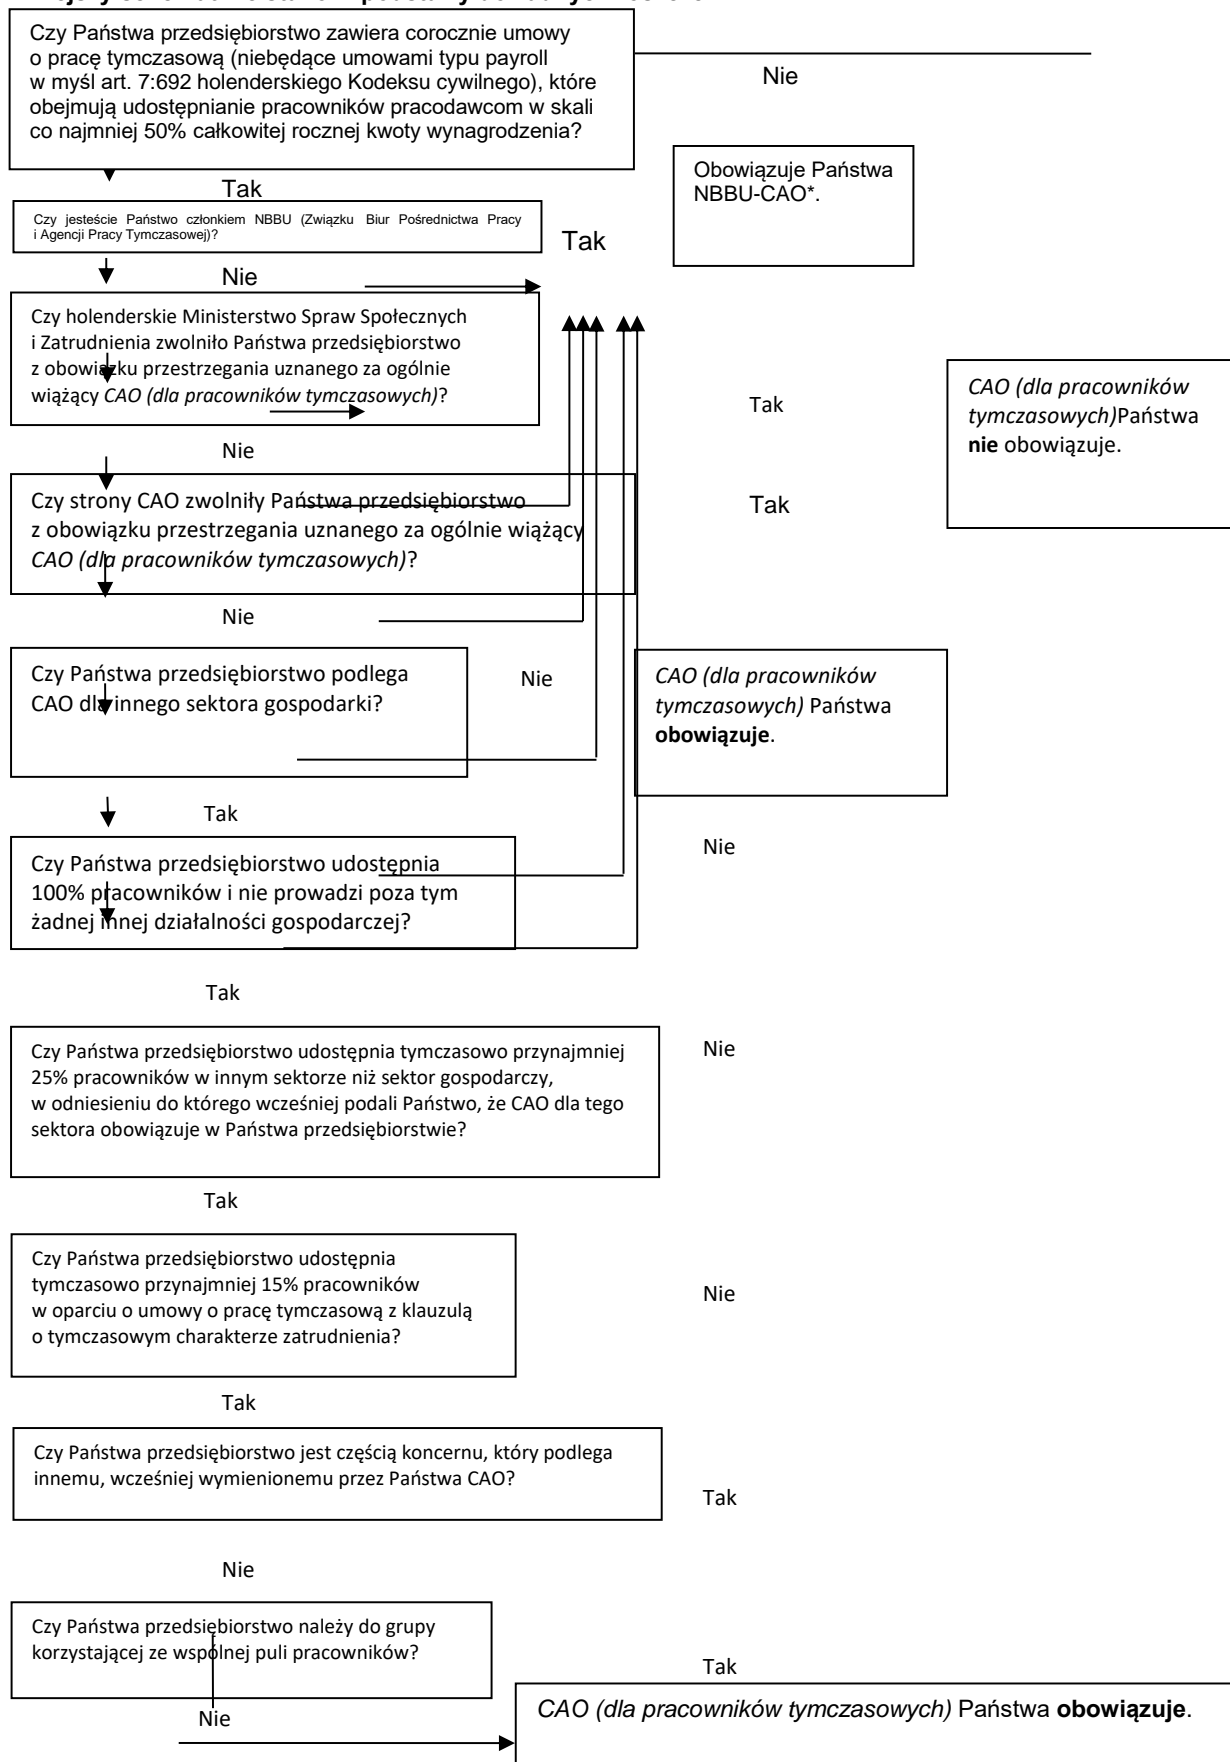 Czy Państwa przedsiębiorstwo zawiera corocznie umowy
o pracę tymczasową (niebędące umowami typu payroll
w myśl art. 7:692 holenderskiego Kodeksu cywilnego), które
obejmują udostępnianie pracowników pracodawcom w skali
co najmniej 50% całkowitej rocznej kwoty wynagrodzenia?
Nie
Tak
Obowiązuje Państwa
NBBU-CAO*.
Czy jesteście Państwo członkiem NBBU (Związku Biur Pośrednictwa Pracy
i Agencji Pracy Tymczasowej)?
Tak
Nie
Czy holenderskie Ministerstwo Spraw Społecznych
i Zatrudnienia zwolniło Państwa przedsiębiorstwo
z obowiązku przestrzegania uznanego za ogólnie
wiążący CAO (dla pracowników tymczasowych)?
Tak
CAO (dla pracowników
tymczasowych)Państwa
nie obowiązuje.
Nie
Czy strony CAO zwolniły Państwa przedsiębiorstwo
z obowiązku przestrzegania uznanego za ogólnie wiążący
CAO (dla pracowników tymczasowych)?
Tak
Nie
Czy Państwa przedsiębiorstwo podlega
CAO dla innego sektora gospodarki?
Nie
CAO (dla pracowników
tymczasowych) Państwa
obowiązuje.
Tak
Czy Państwa przedsiębiorstwo udostępnia
100% pracowników i nie prowadzi poza tym
żadnej innej działalności gospodarczej?
Nie
Tak
Czy Państwa przedsiębiorstwo udostępnia tymczasowo przynajmniej
25% pracowników w innym sektorze niż sektor gospodarczy,
w odniesieniu do którego wcześniej podali Państwo, że CAO dla tego
sektora obowiązuje w Państwa przedsiębiorstwie?
Nie
Tak
Czy Państwa przedsiębiorstwo udostępnia
tymczasowo przynajmniej 15% pracowników
w oparciu o umowy o pracę tymczasową z klauzulą
o tymczasowym charakterze zatrudnienia?
Nie
Tak
Czy Państwa przedsiębiorstwo jest częścią koncernu, który podlega
innemu, wcześniej wymienionemu przez Państwa CAO?
Tak
Nie
Czy Państwa przedsiębiorstwo należy do grupy
korzystającej ze wspólnej puli pracowników?
Tak
Nie
CAO (dla pracowników tymczasowych) Państwa obowiązuje.